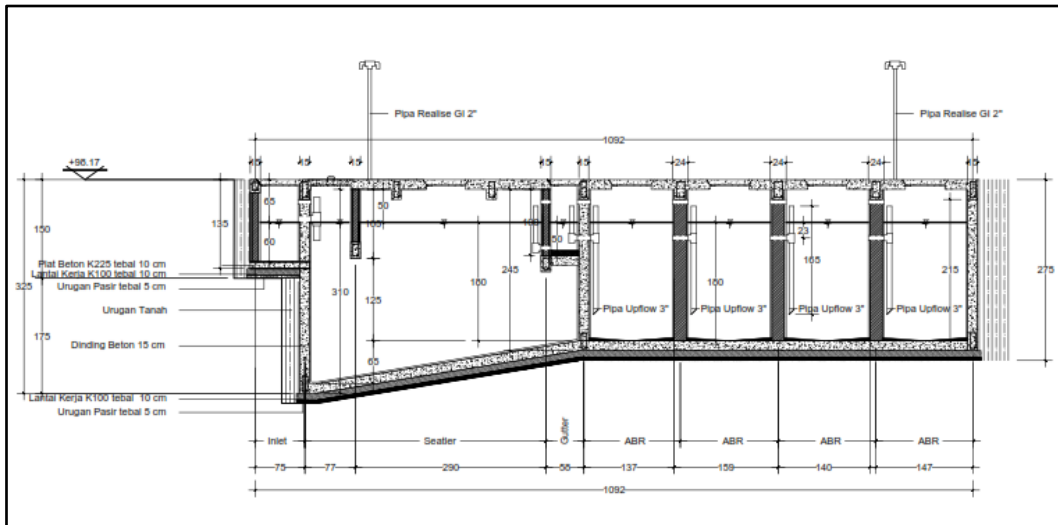 Pipa Realise GI 2"
Pipa Realise GI 2"
1092
15
15
15
15
15
24
24
24
15
+98.17
65
50
105
135
150
60
50
23
245
310
125
180
180
165
215
275
325
175
65
Plat Beton K225 tebal 10 cm
Lantai Kerja K100 tebal 10 cm
Urugan Pasir tebal 5 cm
Urugan Tanah
Pipa Upflow 3"
Pipa Upflow 3"
Pipa Upflow 3"
Pipa Upflow 3"
Dinding Beton 15 cm
Lantai Kerja K100 tebal 10 cm
Urugan Pasir tebal 5 cm
Inlet
Seatler
Gutter
ABR
ABR
ABR
ABR
75
77
290
137
159
140
147
1092